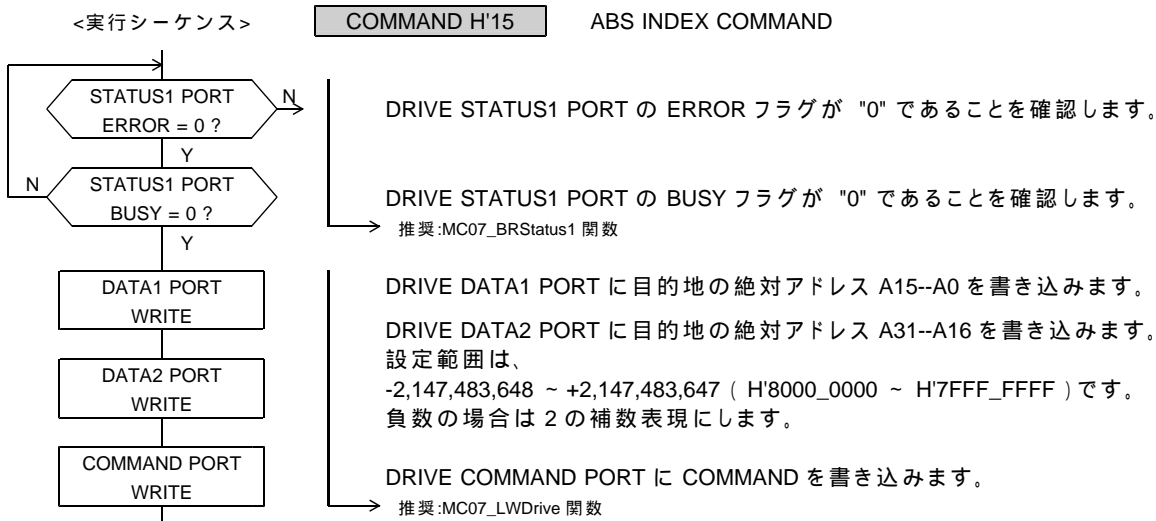 <実行シーケンス> COMMAND H'15 ABS INDEX COMMAND
STATUS1 PORT
ERROR = 0 ?
N
DRIVE STATUS1 PORT の ERROR フラグが "0" であることを確認します。
Y
N
STATUS1 PORT
BUSY = 0 ?
DRIVE STATUS1 PORT の BUSY フラグが "0" であることを確認します。
推奨:MC07_BRStatus1 関数
Y
DATA1 PORT
WRITE
DRIVE DATA1 PORT に目的地の絶対アドレス A15--A0 を書き込みます。
DRIVE DATA2 PORT に目的地の絶対アドレス A31--A16 を書き込みます。
設定範囲は、
-2,147,483,648 ~ +2,147,483,647 ( H'8000_0000 ~ H'7FFF_FFFF ) です。
負数の場合は 2 の補数表現にします。
DATA2 PORT
WRITE
COMMAND PORT
WRITE
DRIVE COMMAND PORT に COMMAND を書き込みます。
推奨:MC07_LWDrive 関数